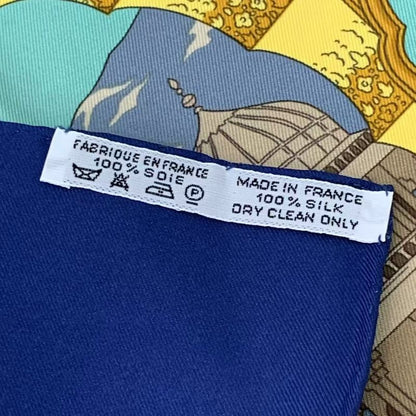 FABRIQUE EN FRANCE
100% SOIE
P
MADE IN FRANCE
100% SILK
DRY CLEAN ONLY